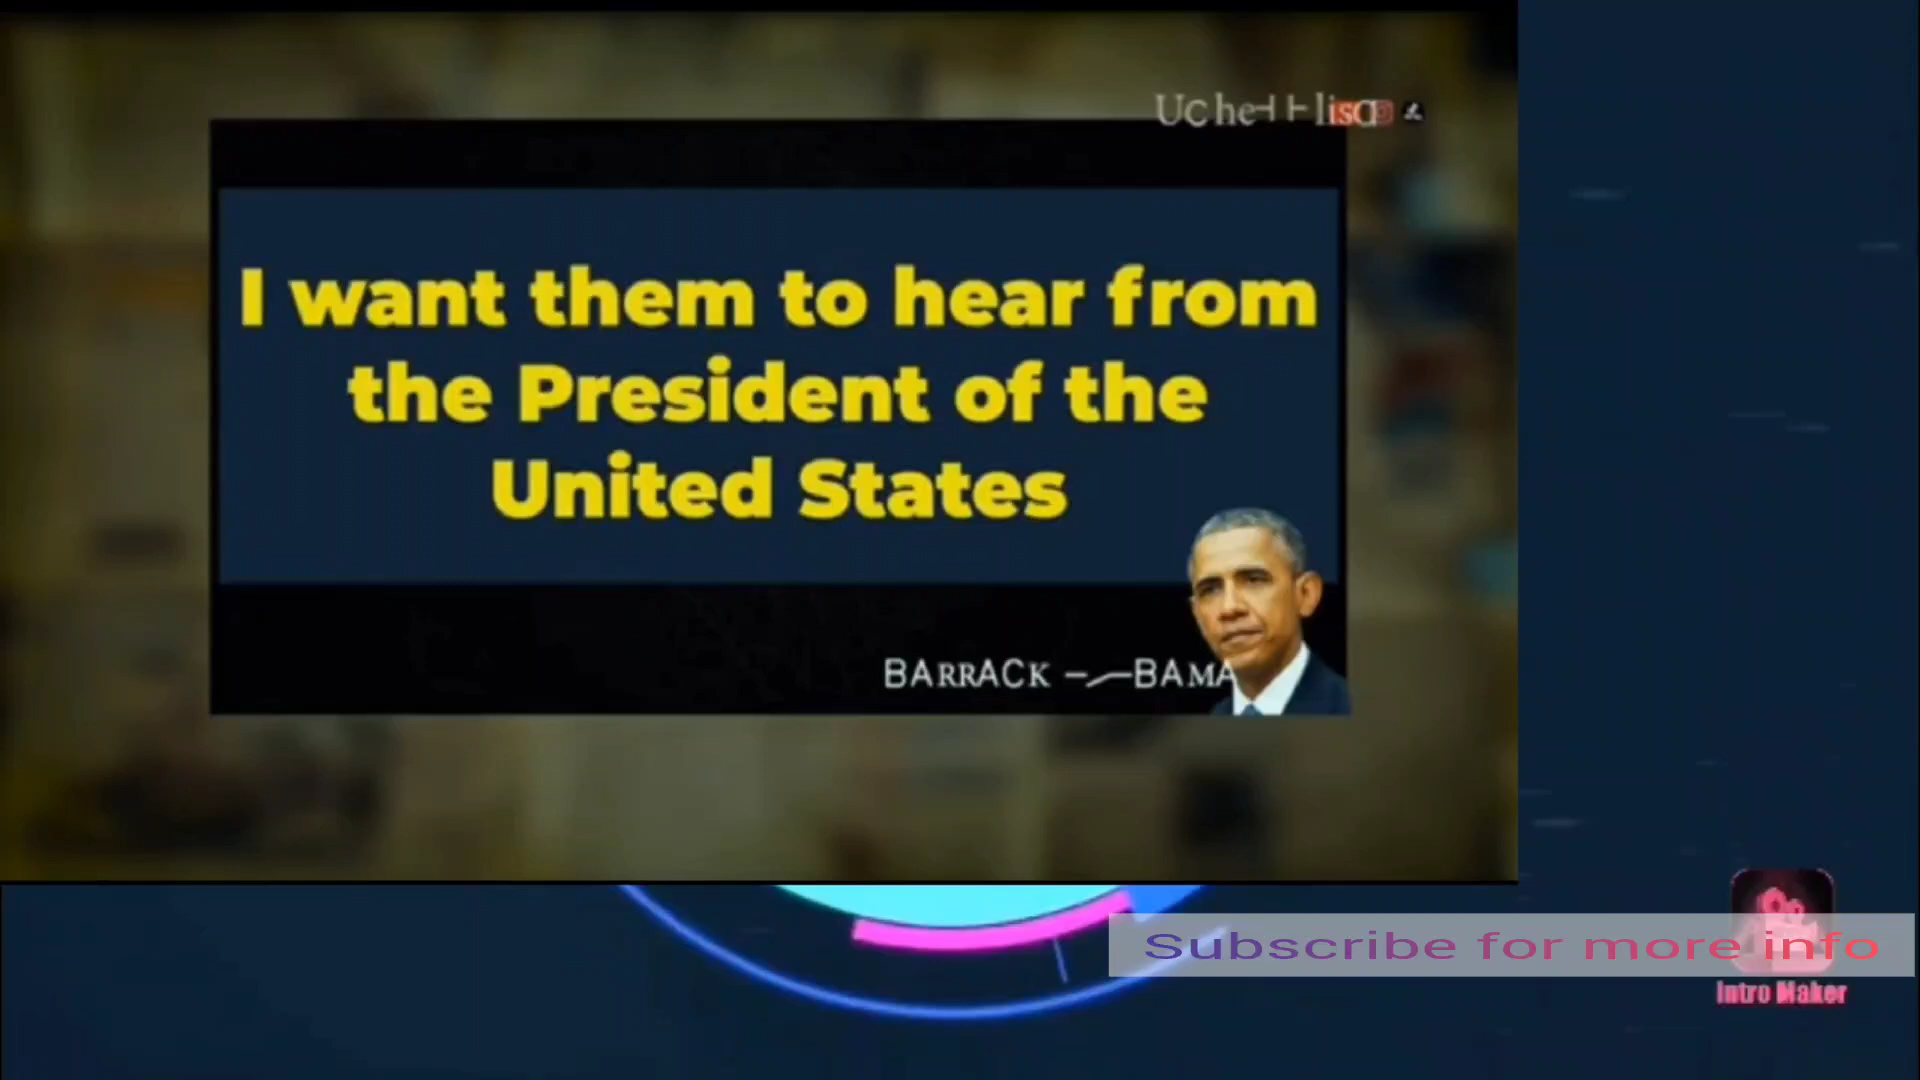 I want them to hear from
the President of the
United States
BARRACK
Subscribe for more info
Intro Maker